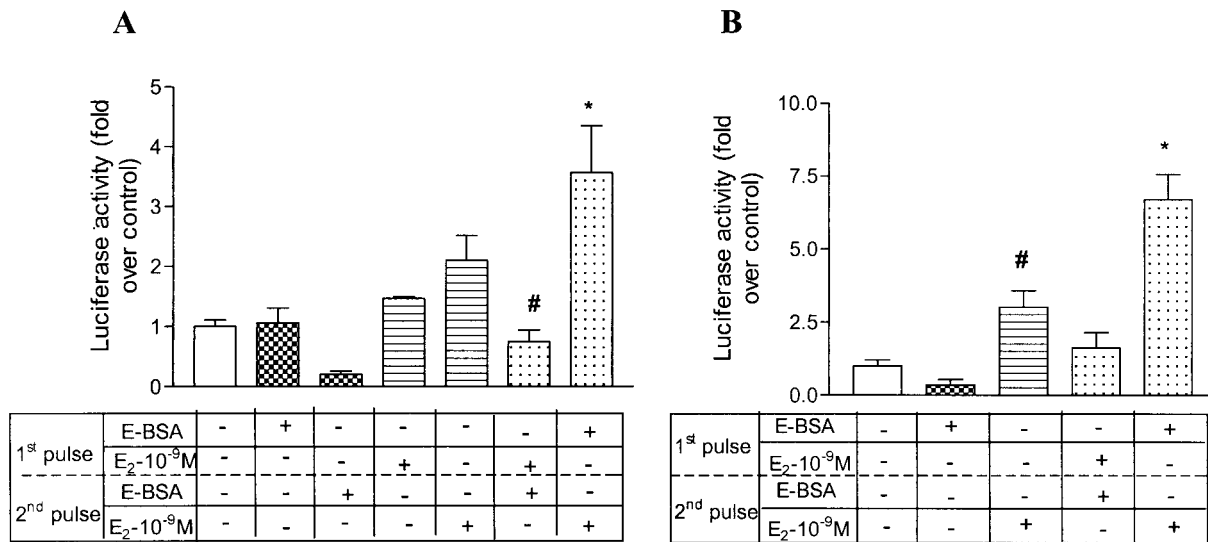 A
B
Luciferase activity (fold
over control)
5
4
3
2
1
0
#
*
Luciferase activity (fold
over control)
10.0
7.5
5.0
2.5
0.0
#
*
1st pulse E-BSA - + - - - - +
E2-10-9M - - - + - + -
2nd pulse E-BSA - - + - - + -
E2-10-9M - - - - + - +
1st pulse E-BSA - + - - +
E2-10-9M - - - + -
2nd pulse E-BSA - - - + -
E2-10-9M - - + - +